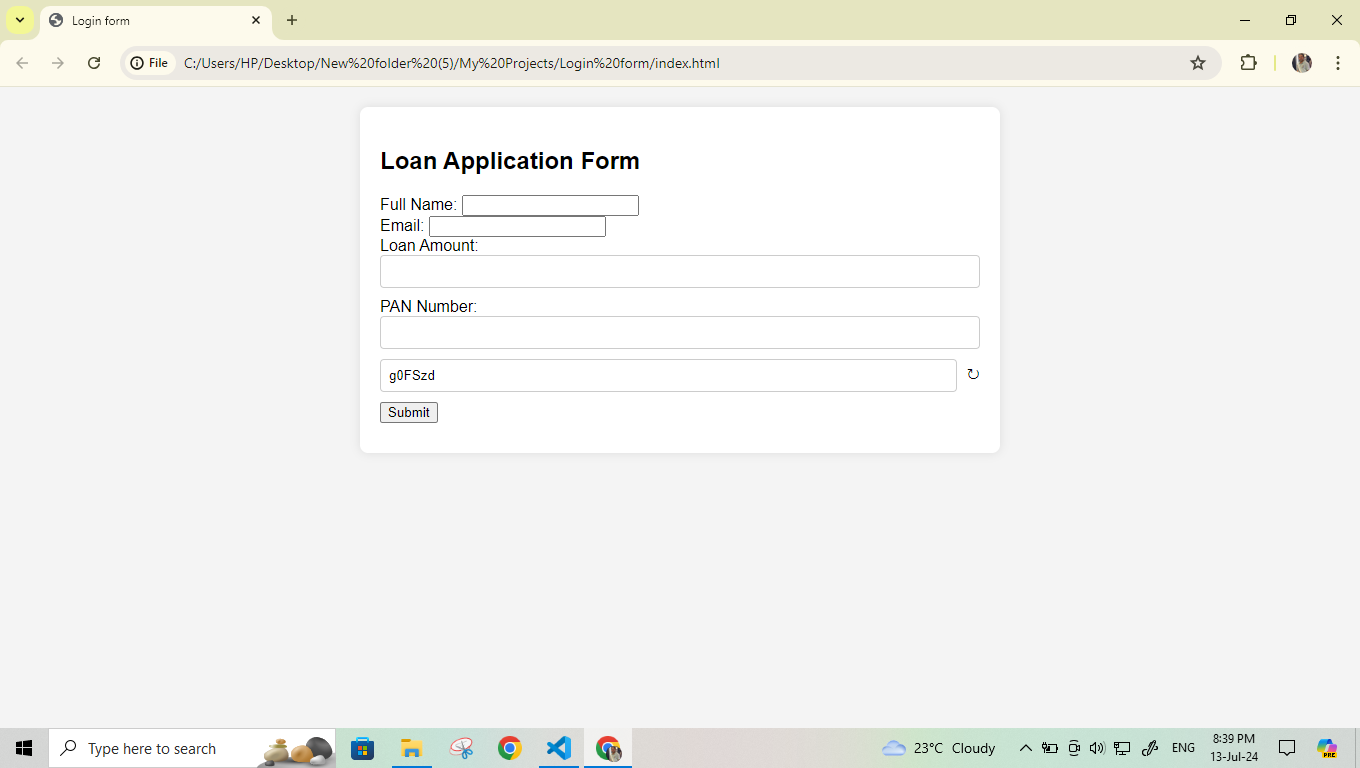 Login form
File C:/Users/HP/Desktop/New%20folder%20(5)/My%20Projects/Login%20form/index.html
Loan Application Form
Full Name:
Email:
Loan Amount:
PAN Number:
g0FSzd
Submit
Type here to search
23°C Cloudy
ENG
8:39 PM
13-Jul-24
PRE